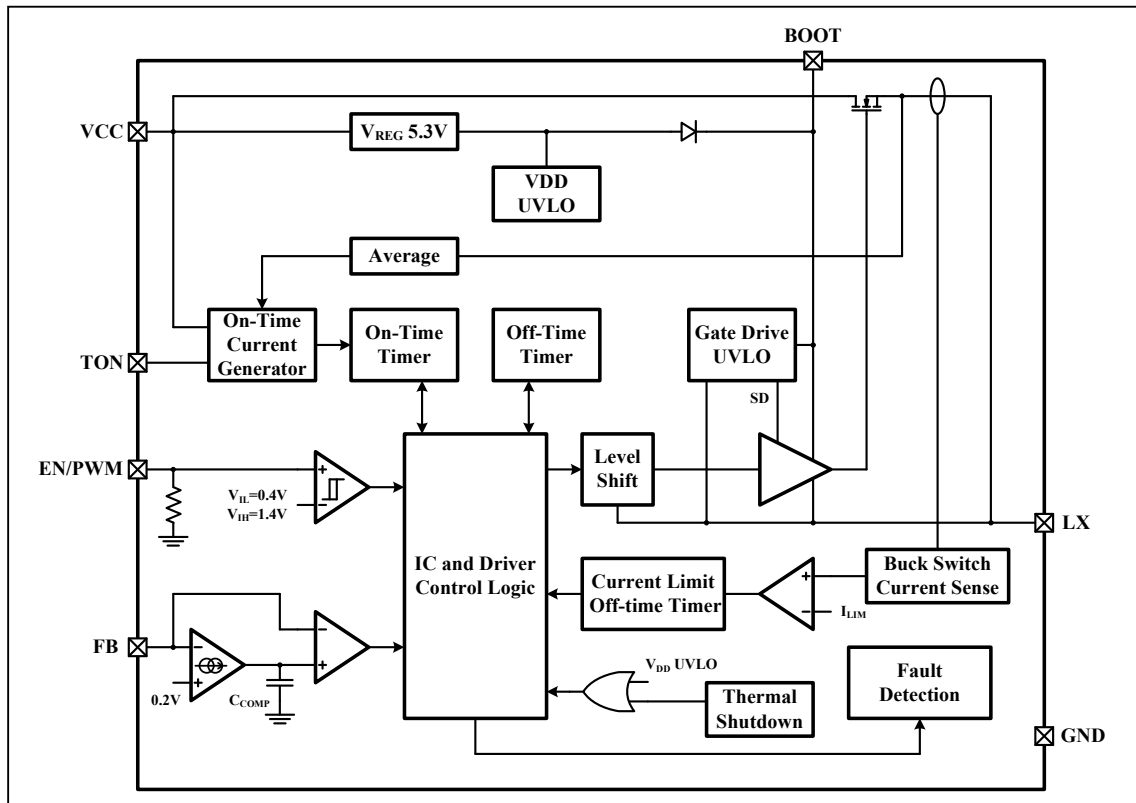 BOOT
VCC
VREG 5.3V
VDD
UVLO
Average
On-Time
Current
Generator
On-Time
Timer
Off-Time
Timer
Gate Drive
UVLO
TON
SD
EN/PWM
+
−
VIL=0.4V
VIH=1.4V
Level
Shift
LX
IC and Driver
Control Logic
Current Limit
Off-time Timer
+
−
ILIM
Buck Switch
Current Sense
FB
−
+
0.2V
CCOMP
−
+
VDD UVLO
Thermal
Shutdown
Fault
Detection
GND